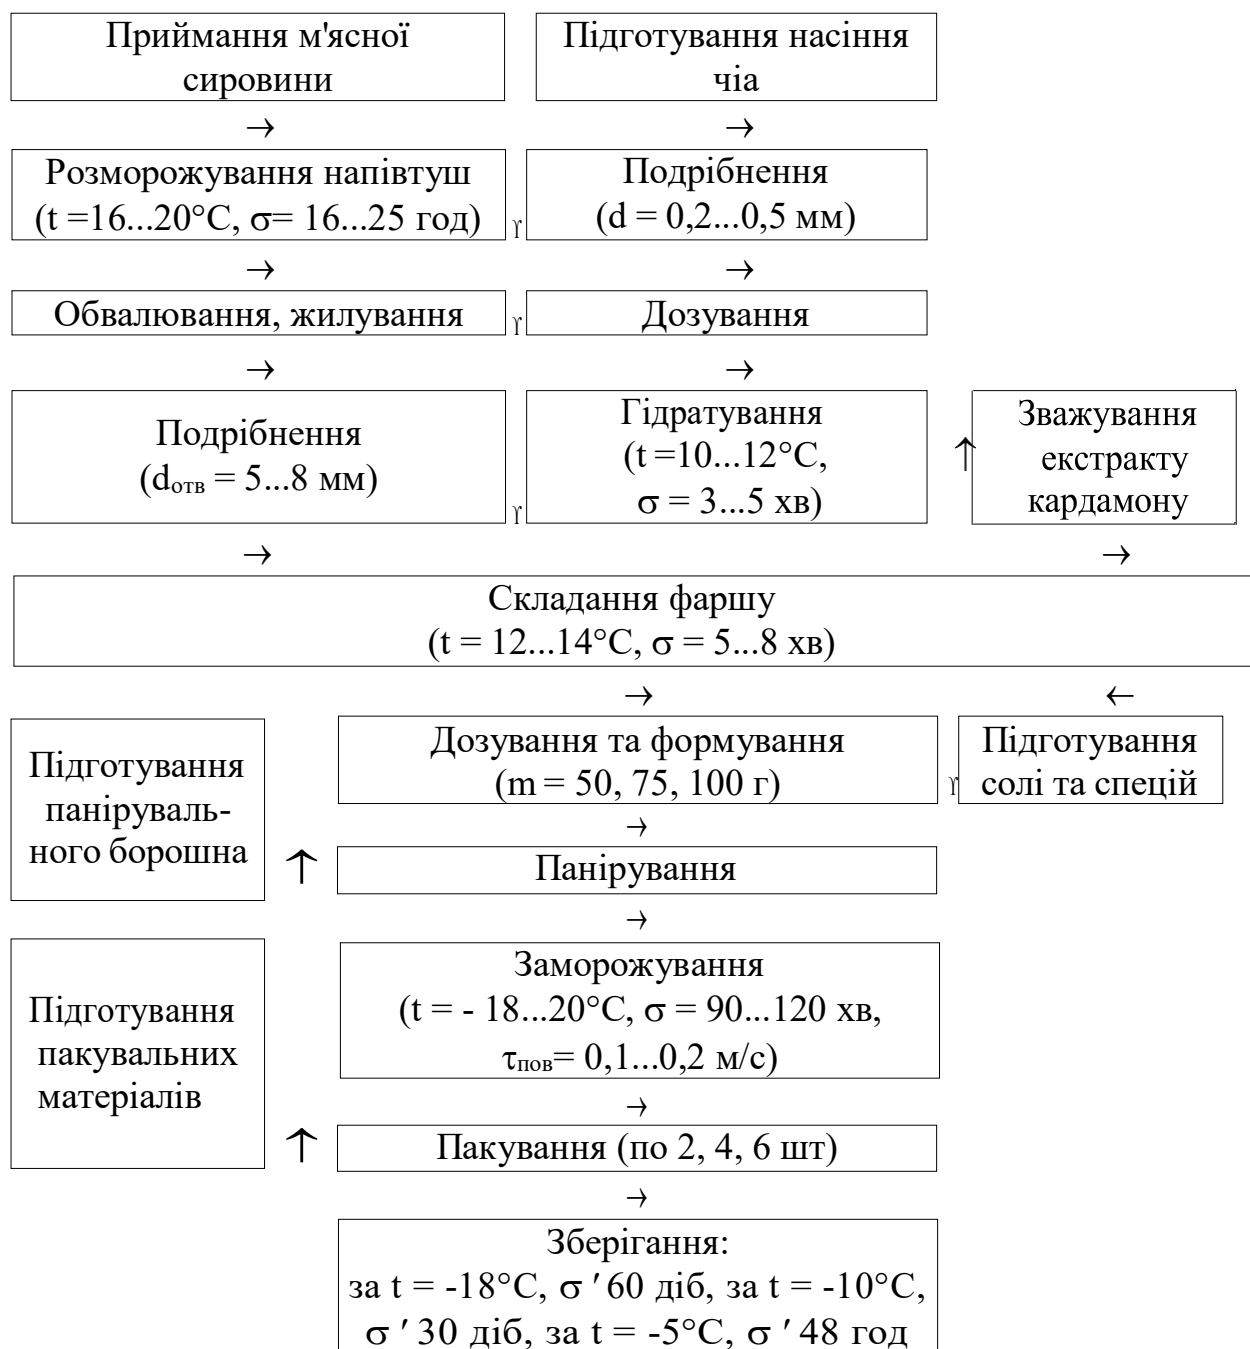 Приймання м'ясної
сировини
Підготування насіння
чіа
→ →
Розморожування напівтуш
(t =16...20°C, σ= 16...25 год)
ϒ
Подрібнення
(d = 0,2...0,5 мм)
→ →
Обвалювання, жилування
ϒ
Дозування
→ →
Подрібнення
(dотв = 5...8 мм)
ϒ
Гідратування
(t =10...12°C,
σ = 3...5 хв)
↑
Зважування
екстракту
кардамону
→ →
Складання фаршу
(t = 12...14°C, σ = 5...8 хв)
→ ←
Дозування та формування
(m = 50, 75, 100 г)
ϒ
Підготування
солі та спецій
Підготування
паніруваль-
ного борошна
→
↑
Панірування
→
Заморожування
(t = - 18...20°C, σ = 90...120 хв,
τпов= 0,1...0,2 м/с)
Підготування
пакувальних
матеріалів
→
↑
Пакування (по 2, 4, 6 шт)
→
Зберігання:
за t = -18°C, σ ′ 60 діб, за t = -10°C,
σ ′ 30 діб, за t = -5°C, σ ′ 48 год